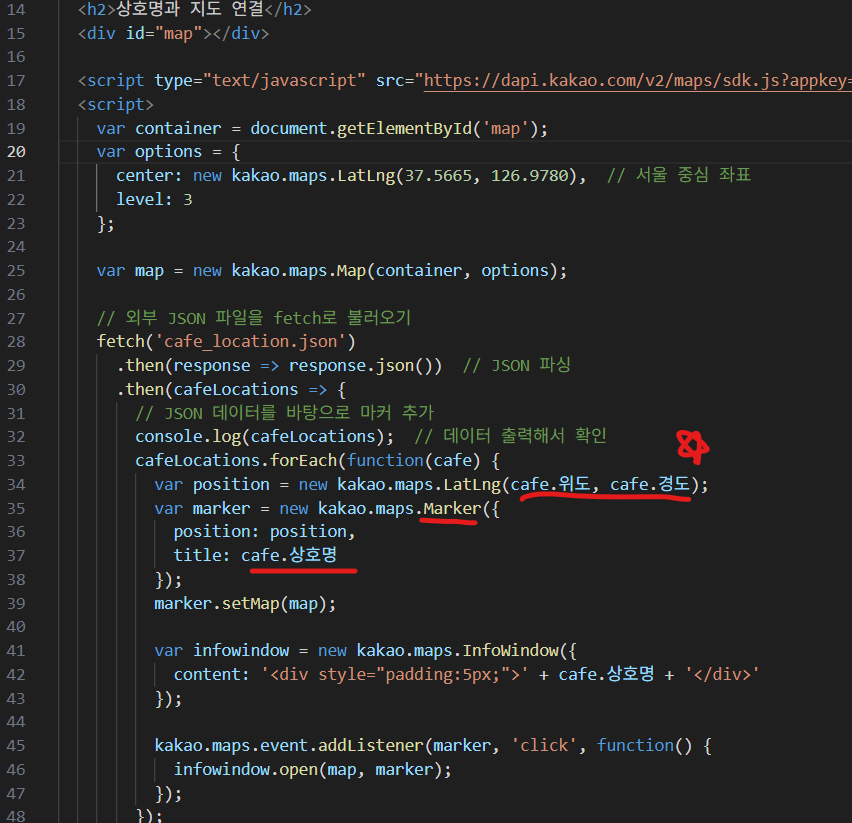 14 <h2>상호명과 지도 연결</h2>
15 <div id="map"></div>
16
17 <script type="text/javascript" src="https://dapi.kakao.com/v2/maps/sdk.js?appkey=
18 <script>
19 var container = document.getElementById('map');
20 var options = {
21 center: new kakao.maps.LatLng(37.5665, 126.9780), // 서울 중심 좌표
22 level: 3
23 };
24
25 var map = new kakao.maps.Map(container, options);
26
27 // 외부 JSON 파일을 fetch로 불러오기
28 fetch('cafe_location.json')
29 .then(response => response.json()) // JSON 파싱
30 .then(cafeLocations => {
31 // JSON 데이터를 바탕으로 마커 추가
32 console.log(cafeLocations); // 데이터 출력해서 확인
33 cafeLocations.forEach(function(cafe) {
34 var position = new kakao.maps.LatLng(cafe.위도, cafe.경도);
35 var marker = new kakao.maps.Marker({
36 position: position,
37 title: cafe.상호명
38 });
39 marker.setMap(map);
40
41 var infowindow = new kakao.maps.InfoWindow({
42 content: '<div style="padding:5px;">' + cafe.상호명 + '</div>'
43 });
44
45 kakao.maps.event.addListener(marker, 'click', function() {
46 infowindow.open(map, marker);
47 });
48 });